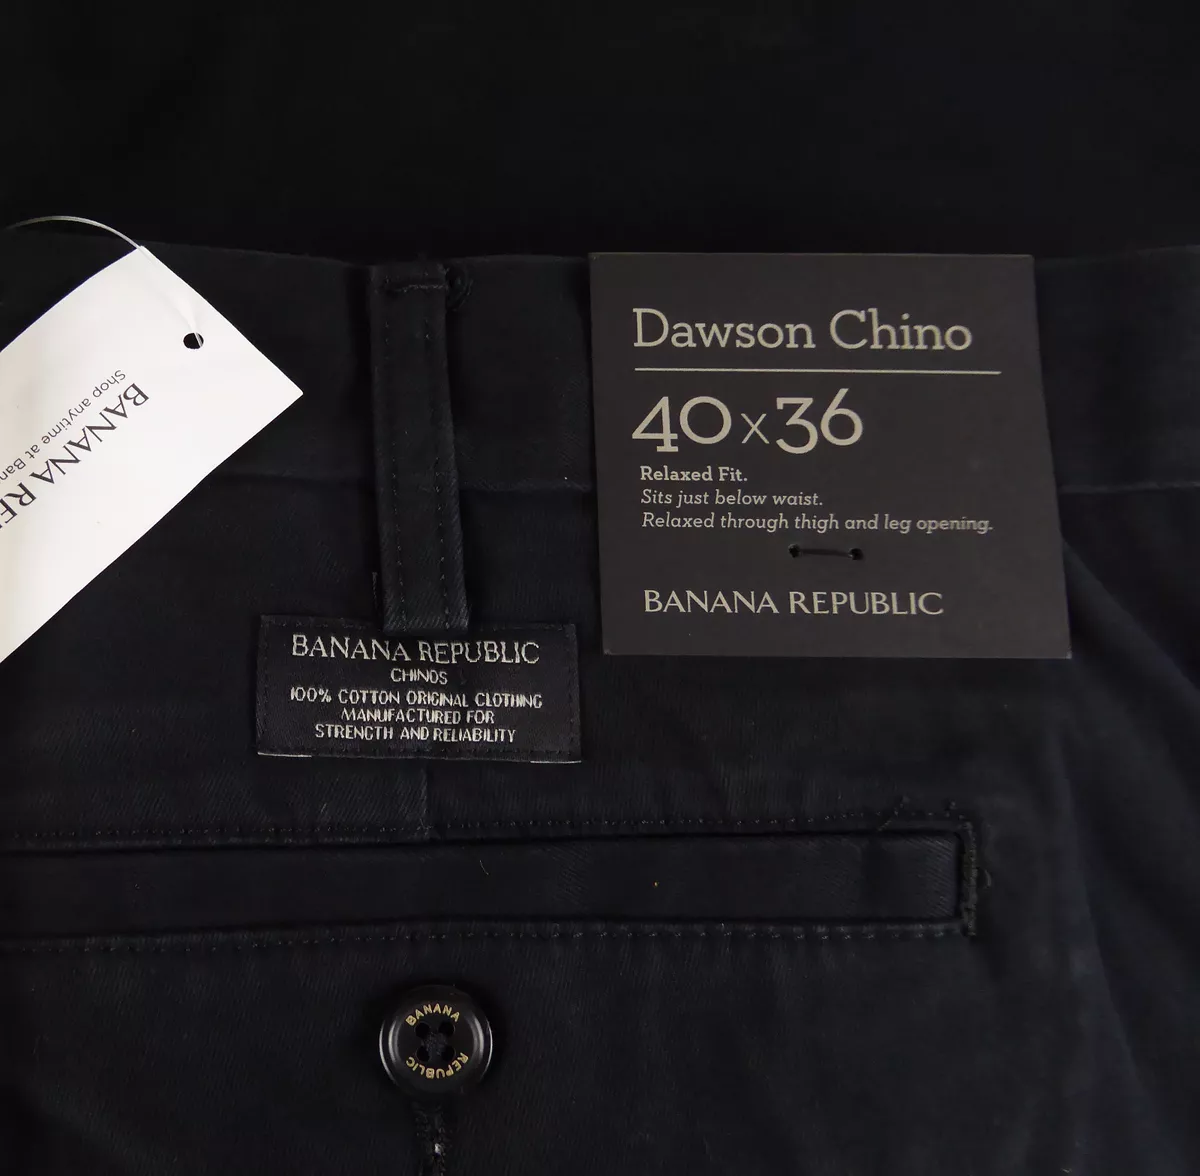 BANANA
Shop anytime at
Dawson Chino
40x36
Relaxed Fit.
Sits just below waist.
Relaxed through thigh and leg opening.
BANANA REPUBLIC
BANANA REPUBLIC
CHINOS
100% COTTON ORIGINAL CLOTHING
MANUFACTURED FOR
STRENGTH AND RELIABILITY
BANANA
REPUBLIC